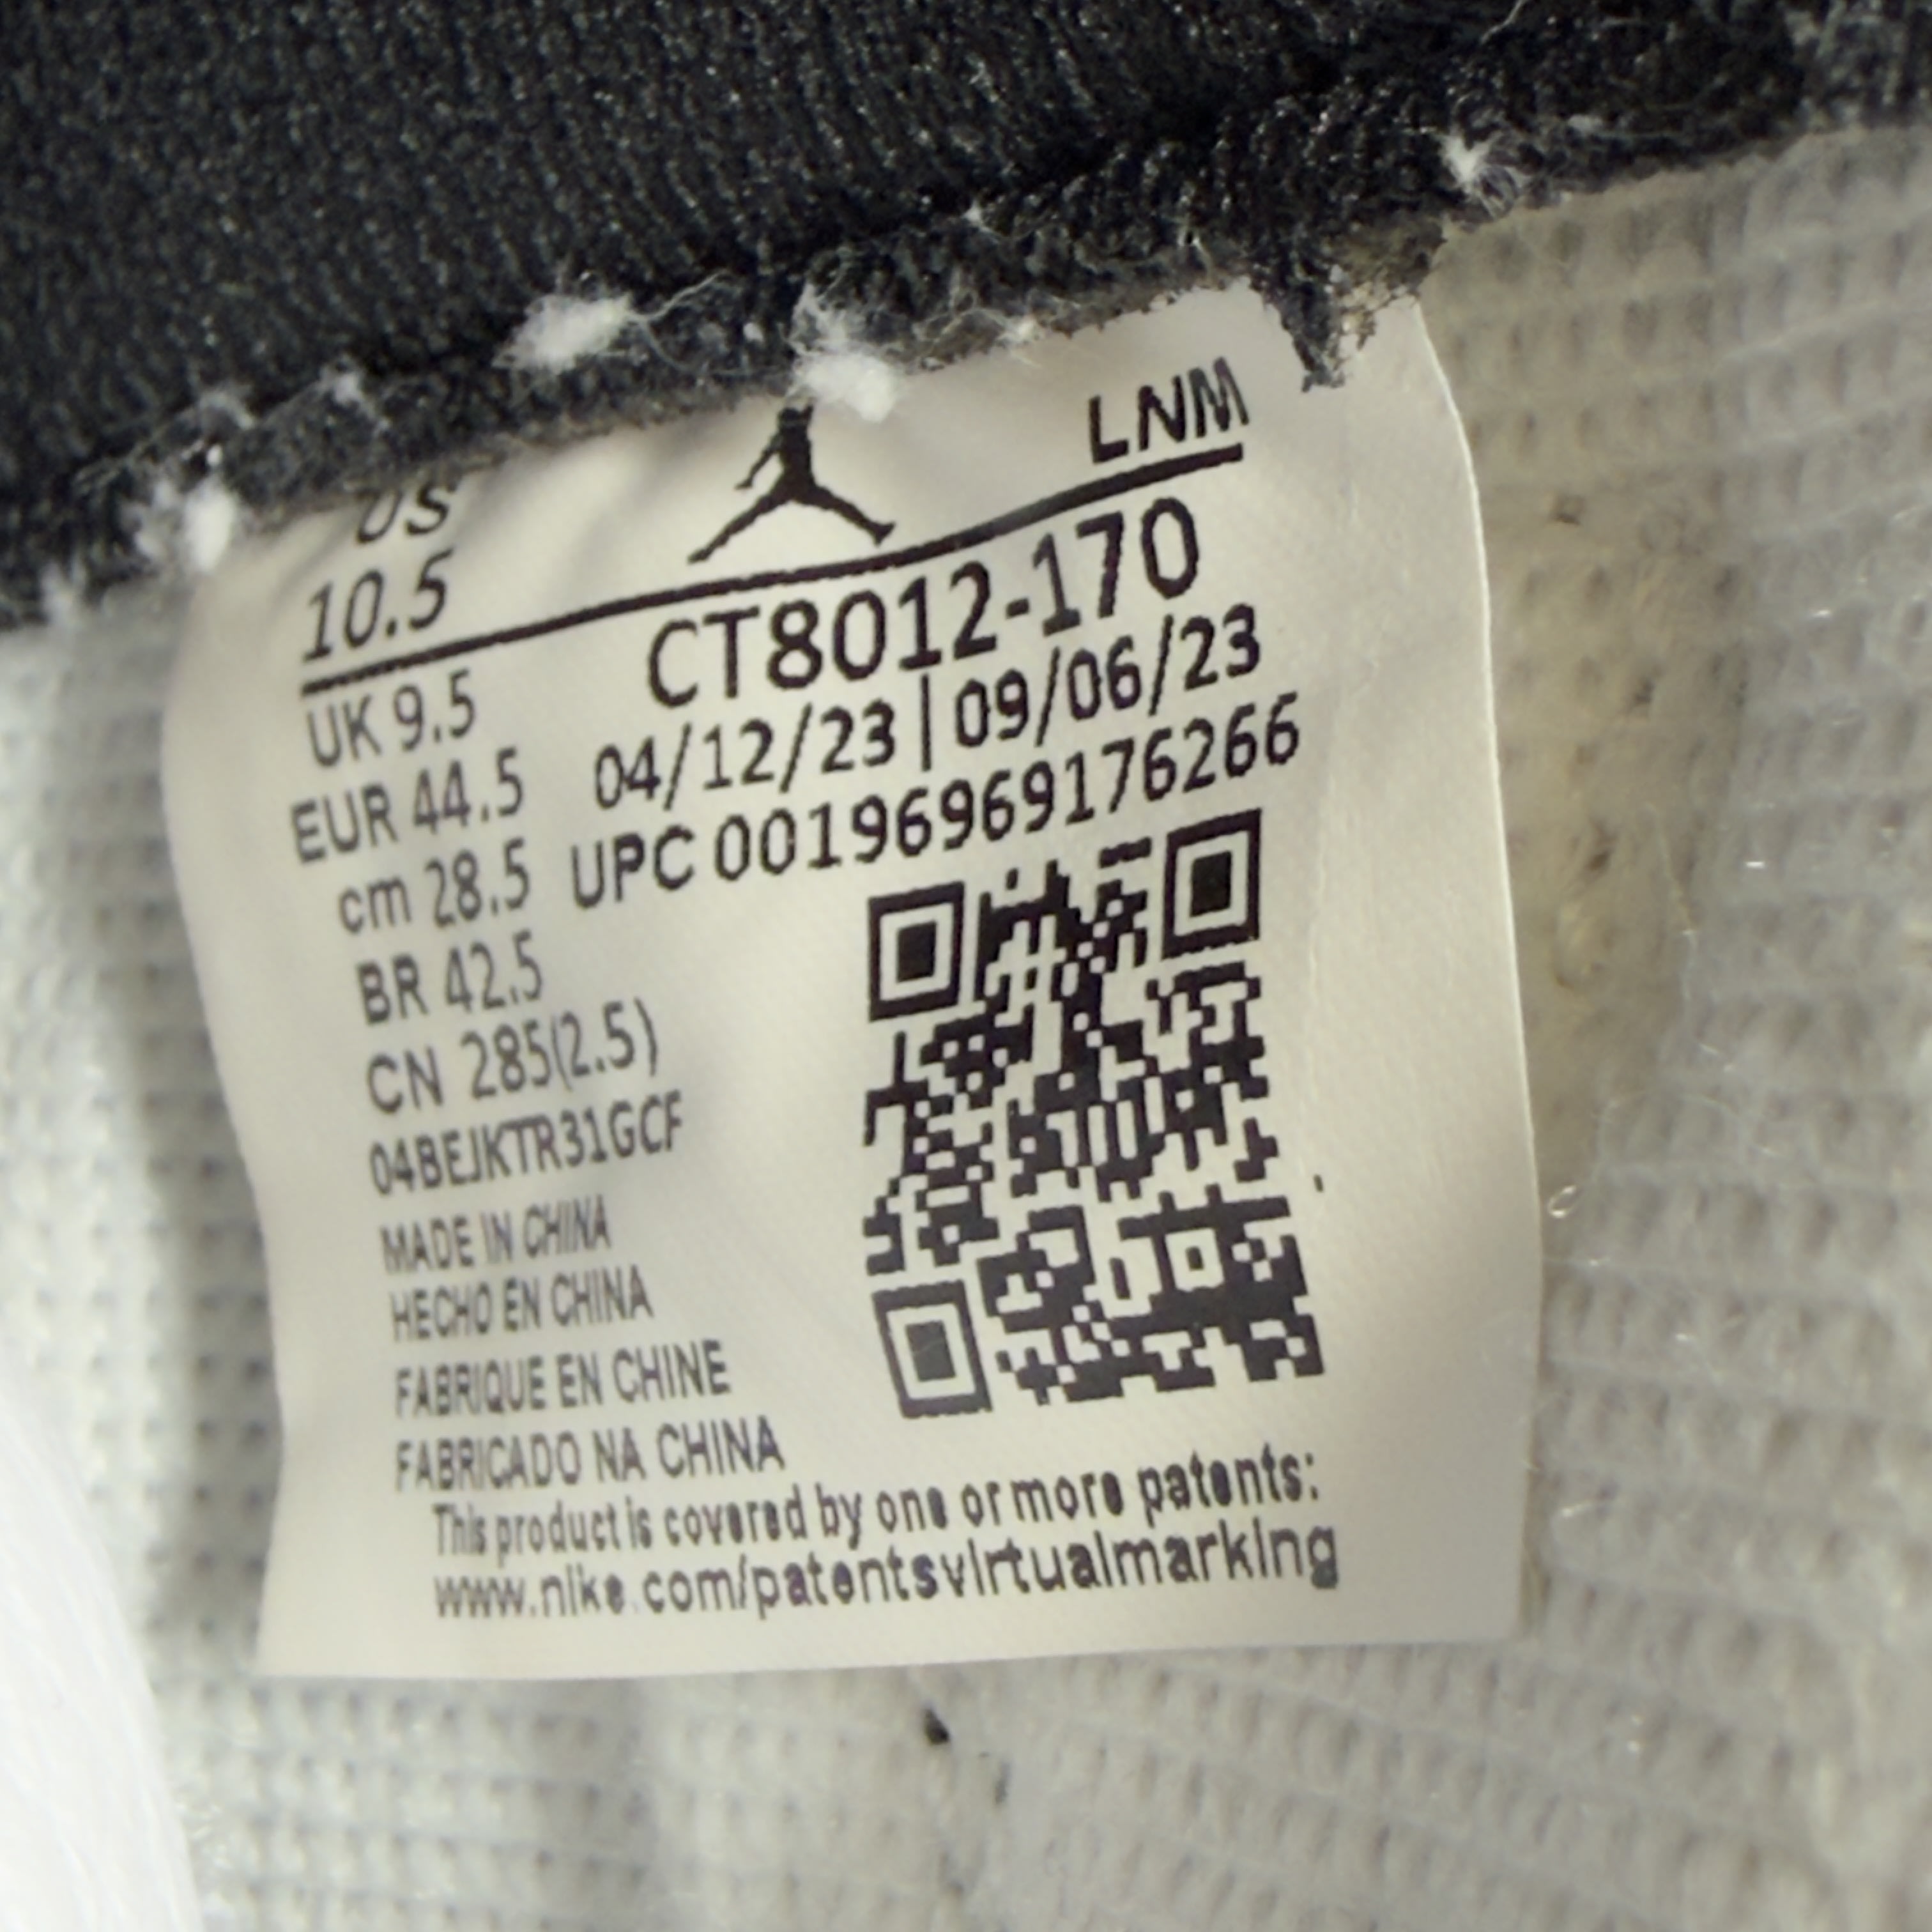 US
LNM
10.5
CT8012-170
UK 9.5
04/12/23 | 09/06/23
EUR 44.5
UPC 00196969176266
cm 28.5
BR 42.5
CN 285(2.5)
04BEJKTR31GCF
MADE IN CHINA
HECHO EN CHINA
FABRIQUE EN CHINE
FABRICADO NA CHINA
This product is covered by one or more patents:
www.nike.com/patentsvirtualmarking